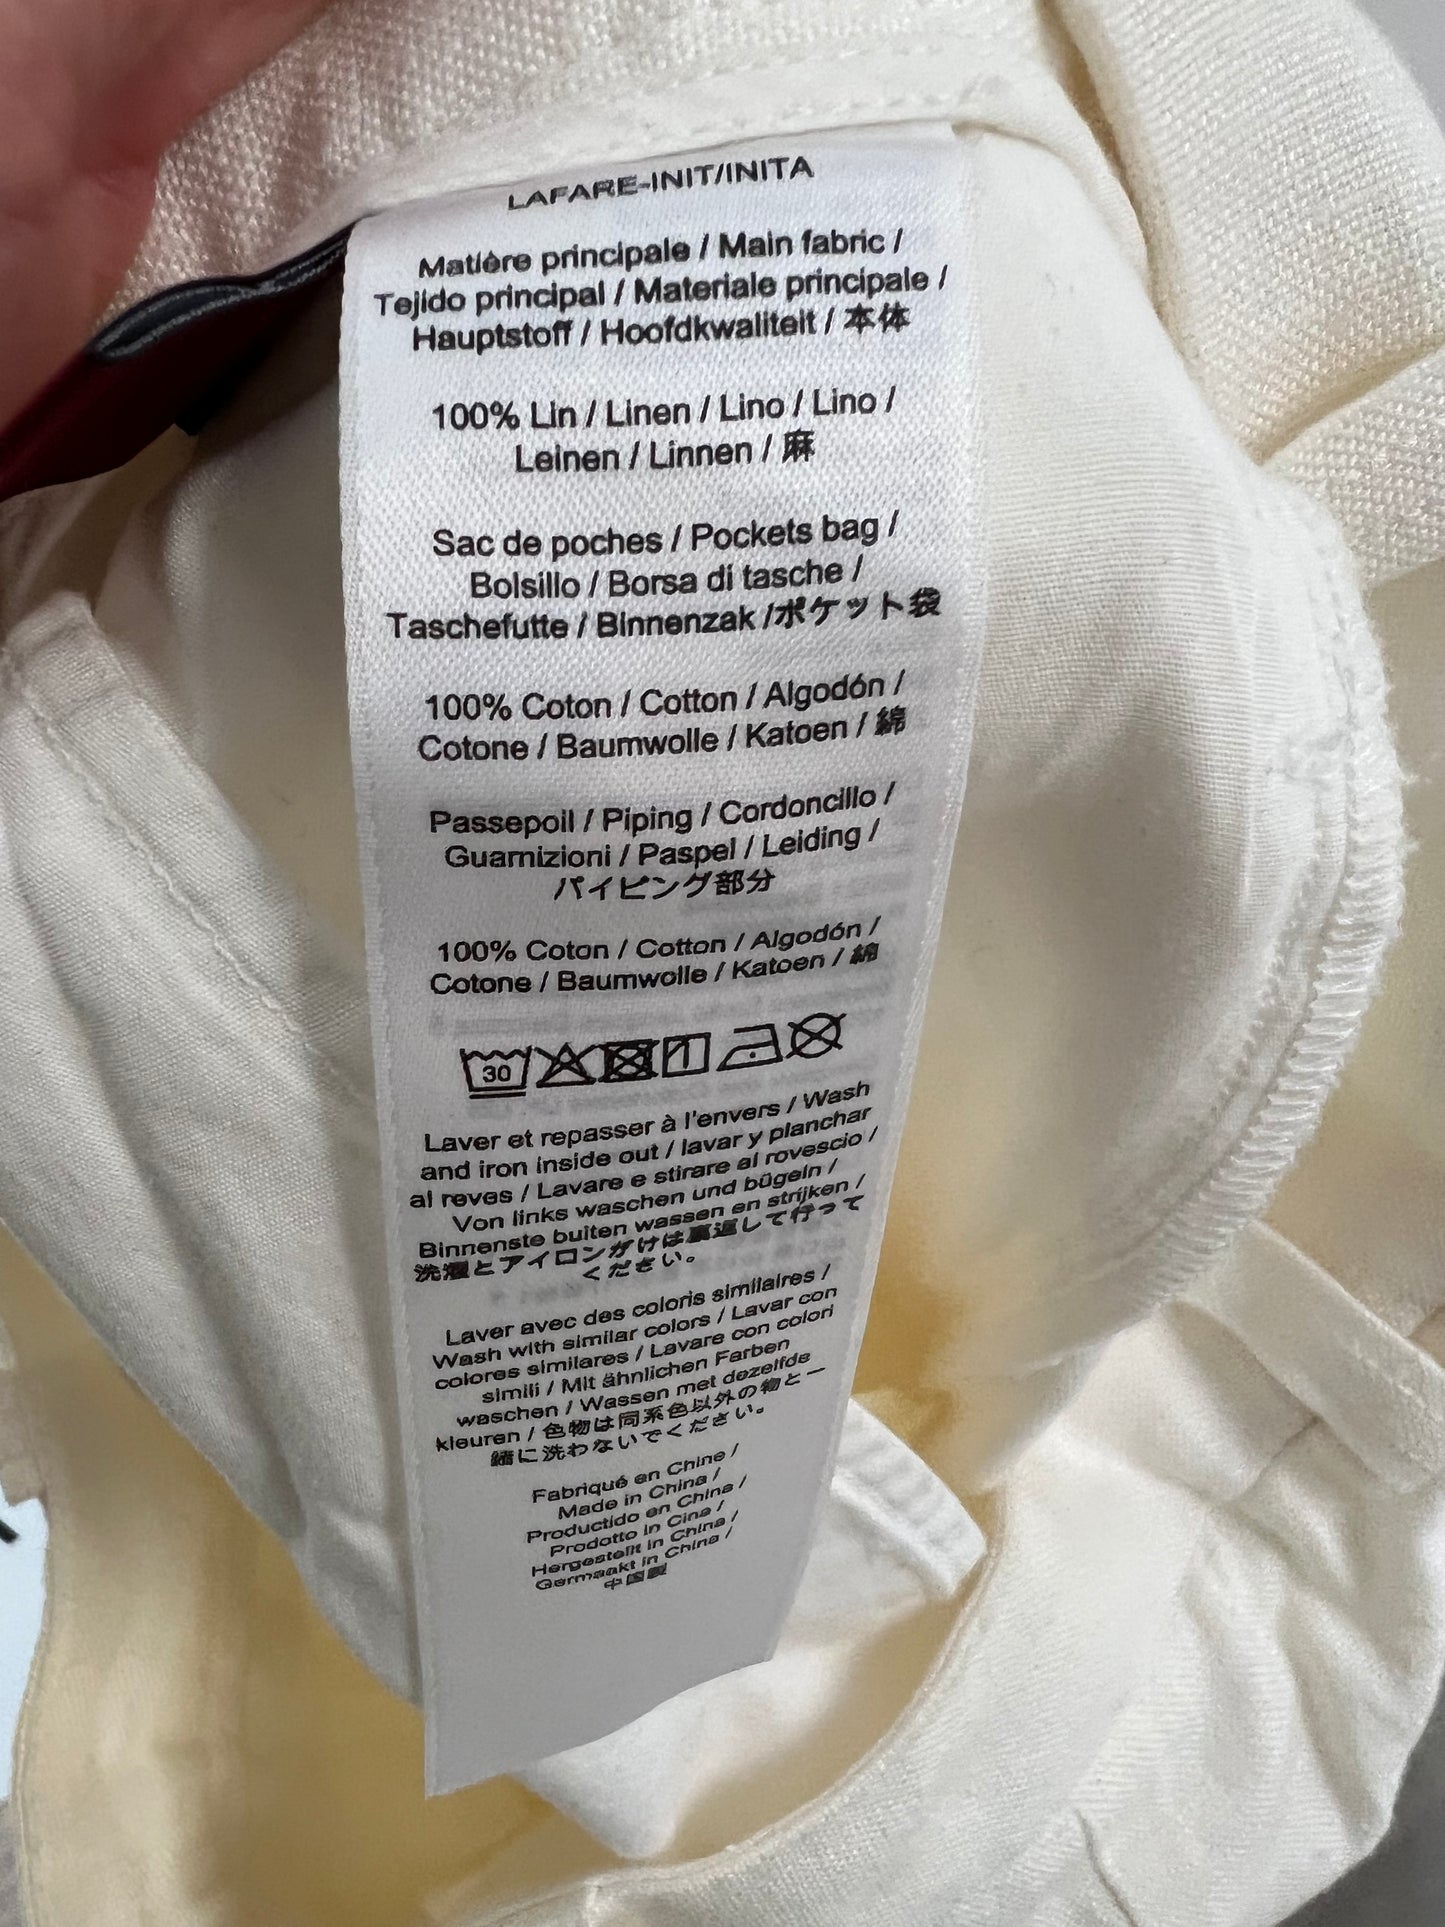 LAFARE-INIT/INITA
Matière principale / Main fabric /
Tejido principal / Materiale principale /
Hauptstoff / Hoofdkwaliteit / 本体
100% Lin / Linen / Lino / Lino /
Leinen / Linnen / 麻
Sac de poches / Pockets bag /
Bolsillo / Borsa di tasche /
Taschefutte / Binnenzak /ポケット袋
100% Coton / Cotton / Algodón /
Cotone / Baumwolle / Katoen / 綿
Passepoil / Piping / Cordoncillo /
Guarnizioni / Paspel / Leiding /
パイピング部分
100% Coton / Cotton / Algodón /
Cotone / Baumwolle / Katoen / 綿
30
Laver et repasser à l'envers / Wash
and iron inside out / lavar y planchar
al reves / Lavare e stirare al rovescio /
Von links waschen und bügeln /
Binnenste buiten wassen en strijken /
洗濯とアイロンがけは裏返して行って
ください。
Laver avec des coloris similaires /
Wash with similar colors / Lavar con
colores similares / Lavare con colori
simili / Mit ähnlichen Farben
waschen / Wassen met dezelfde
kleuren / 色物は同系色以外の物と一
緒に洗わないでください。
Fabriqué en Chine /
Made in China /
Productido en China /
Prodotto in Cina /
Hergestellt in China /
Germaakt in China /
中国製